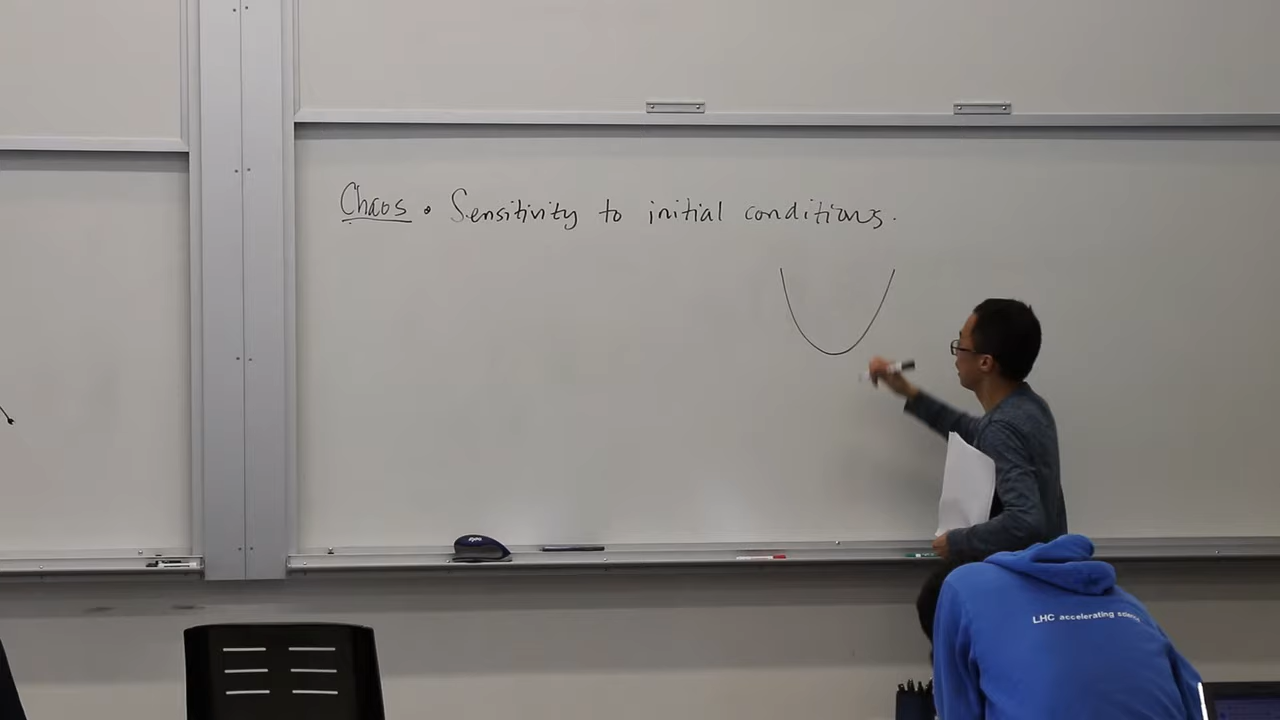 Chaos • Sensitivity to initial conditions.
LHC accelerating science